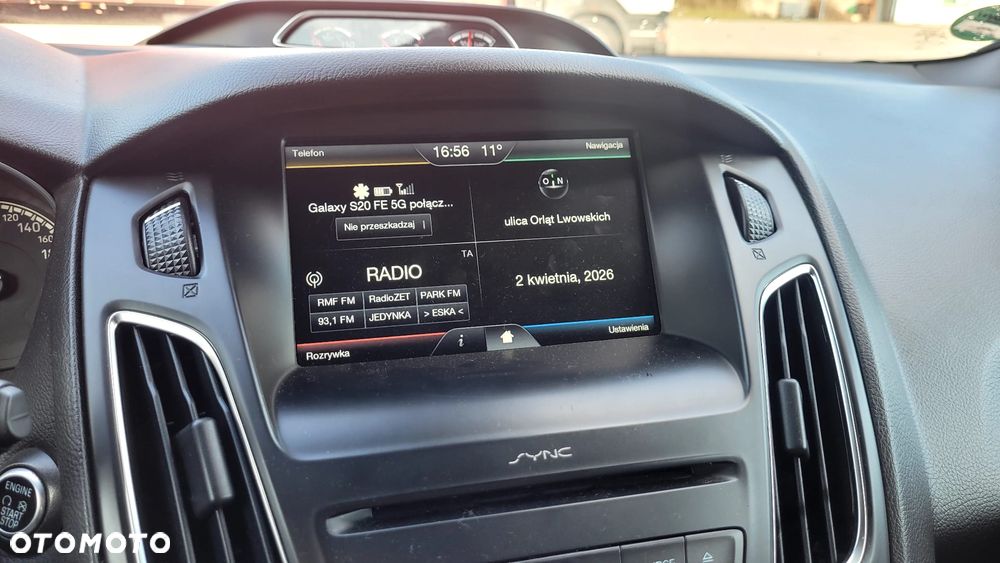 Telefon
16:56 11°
Nawigacja
Galaxy S20 FE 5G połącz...
Nie przeszkadzaj
O N
ulica Orląt Lwowskich
TA
RADIO
RMF FM
RadioZET
PARK FM
93,1 FM
JEDYNKA
> ESKA <
2 kwietnia, 2026
Rozrywka
i
Ustawienia
SYNC
120
140
160
ENGINE
START
STOP
OTOMOTO